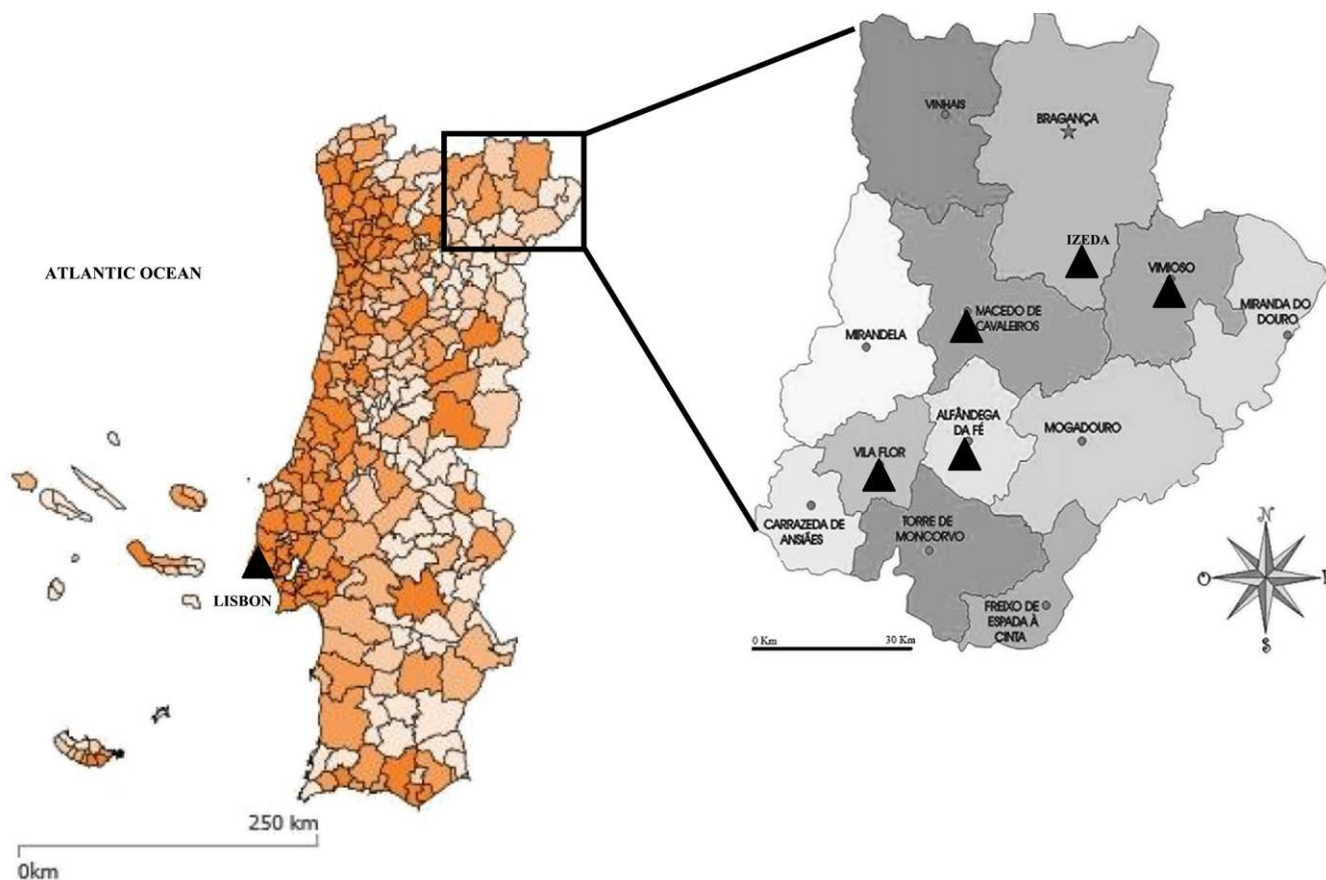 ATLANTIC OCEAN
LISBON
250 km
0km
VINHAIS
BRAGANÇA
IZEDA
VIMIOSO
MIRANDA DO
DOURO
MACEDO DE
CAVALEIROS
MIRANDELA
ALFÂNDEGA
DA FÉ
MOGADOURO
VILA FLOR
CARRAZEDA DE
ANSIÃES
TORRE DE
MONCORVO
FREIXO DE
ESPADA À
CINTA
0 Km
30 Km
N
O
E
S